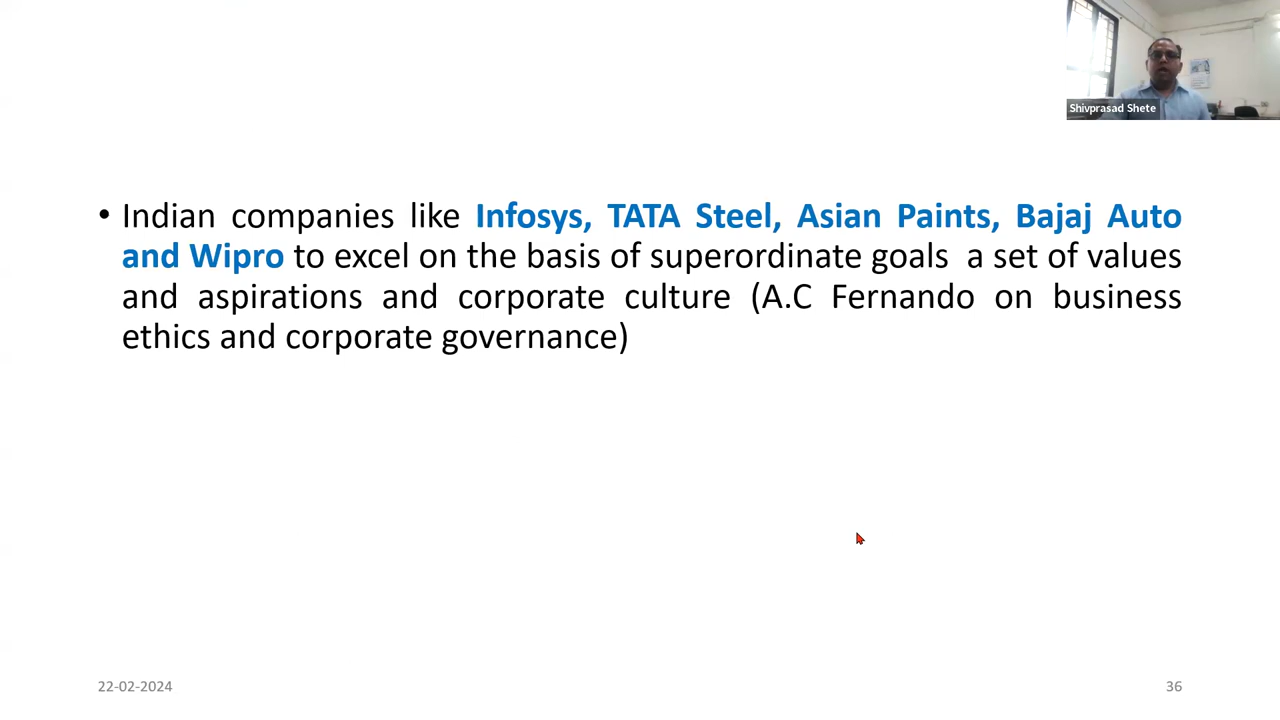 Shivprasad Shete
• Indian companies like Infosys, TATA Steel, Asian Paints, Bajaj Auto
and Wipro to excel on the basis of superordinate goals  a set of values
and aspirations and corporate culture (A.C Fernando on business
ethics and corporate governance)
22-02-2024
36